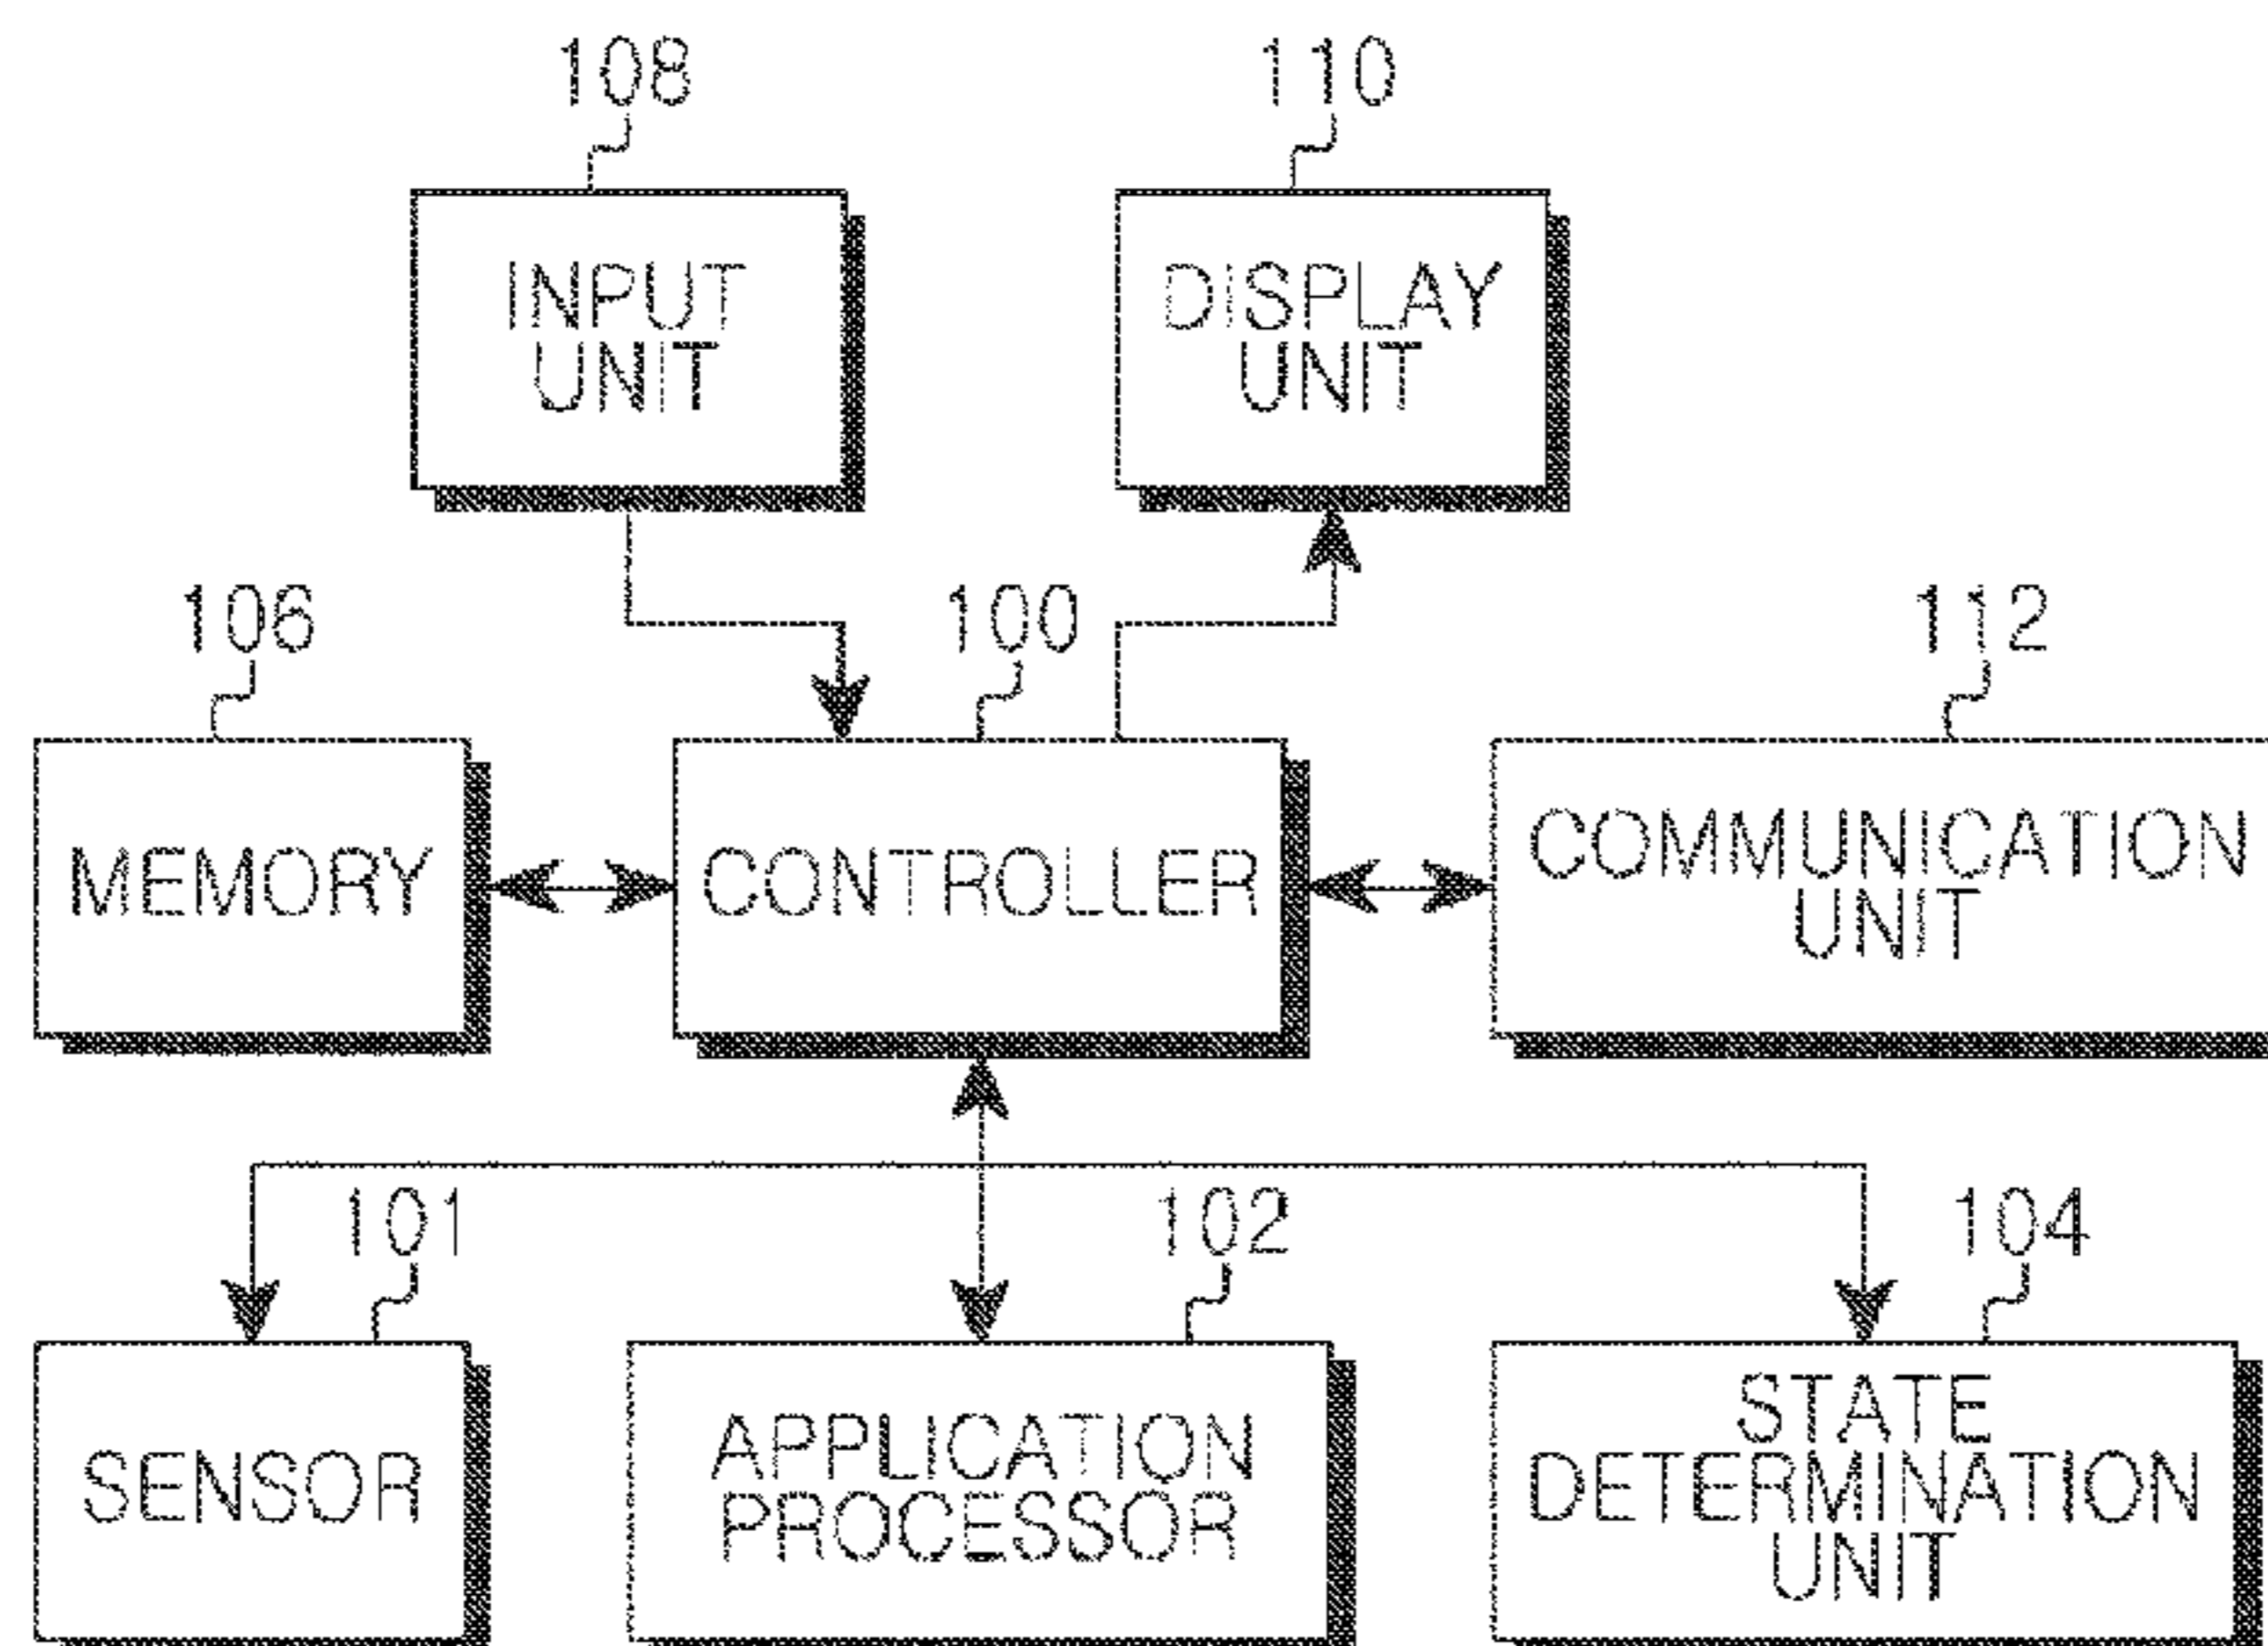 108
110
INPUT
UNIT
DISPLAY
UNIT
106
100
112
MEMORY
CONTROLLER
COMMUNICATION
UNIT
101
102
104
SENSOR
APPLICATION
PROCESSOR
STATE
DETERMINATION
UNIT